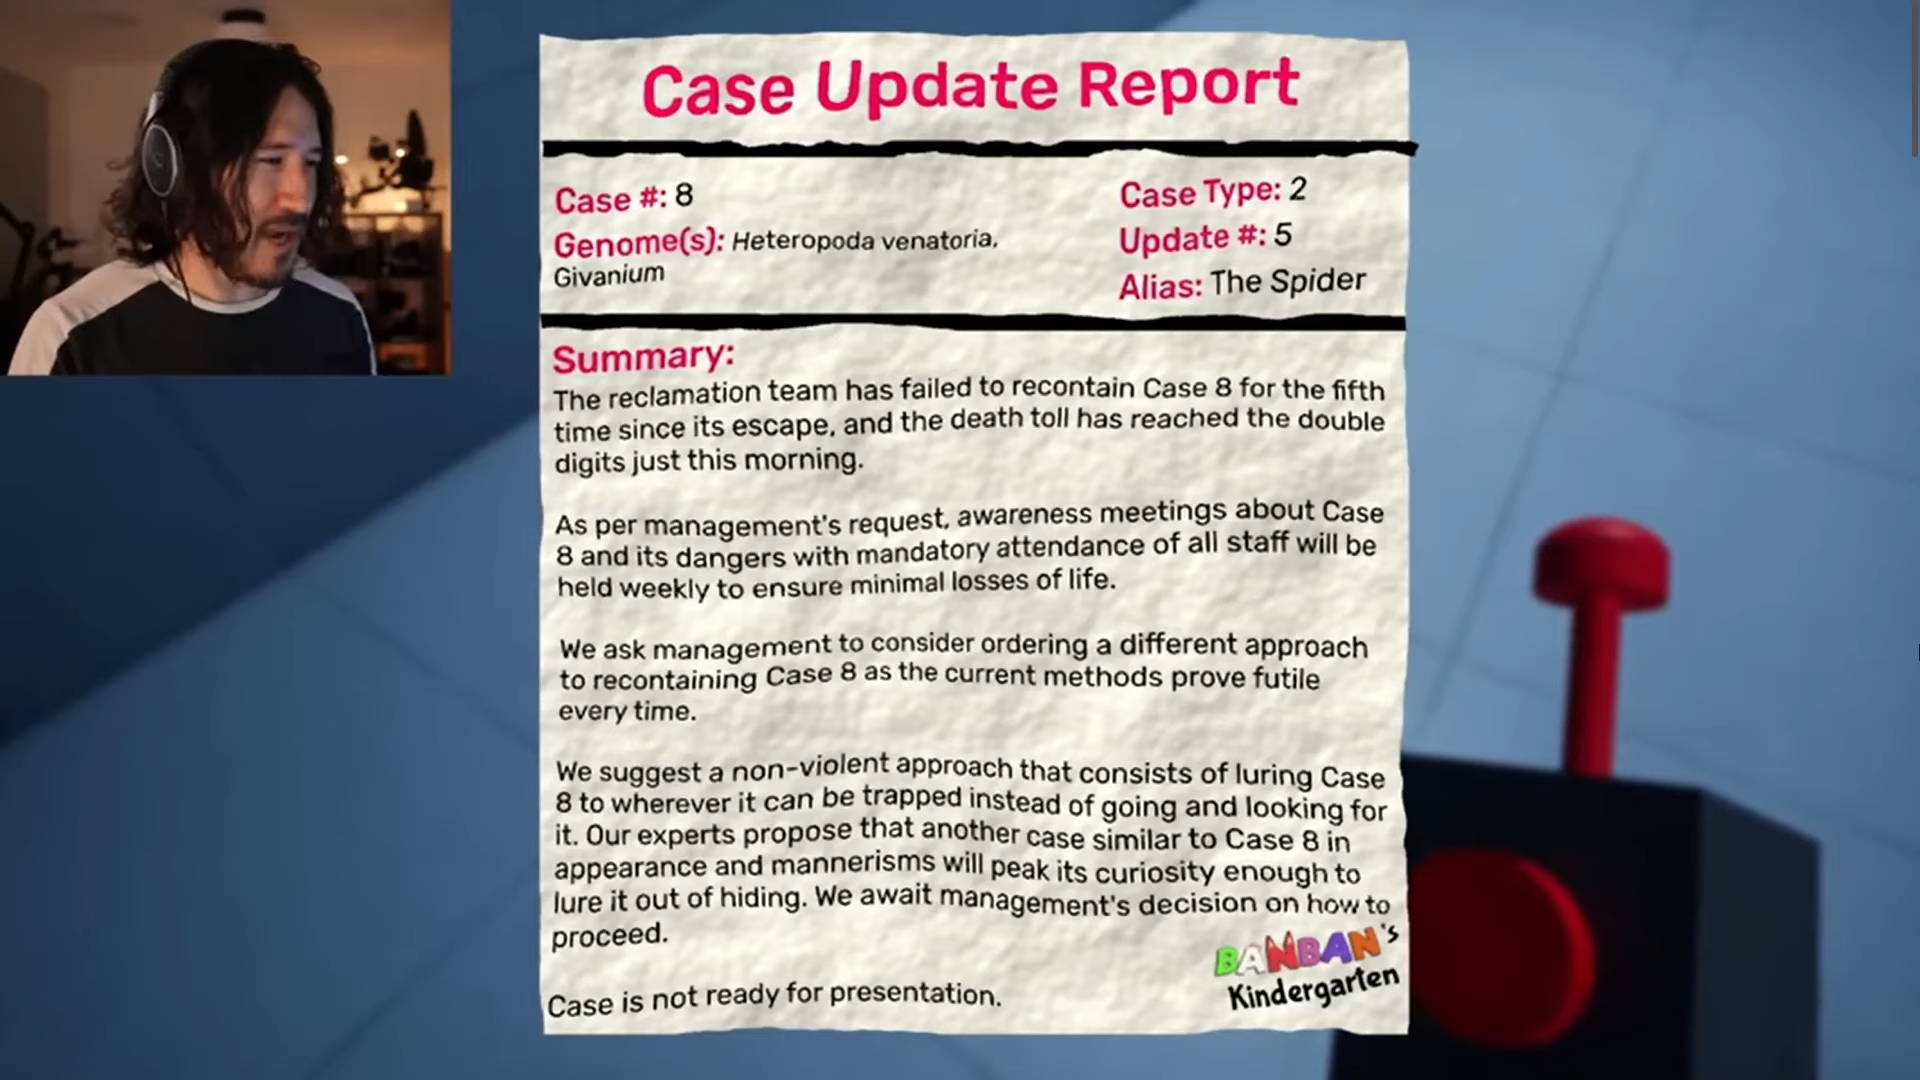 Case Update Report
Case #: 8
Genome(s): Heteropoda venatoria,
Givanium
Case Type: 2
Update #: 5
Alias: The Spider
Summary:
The reclamation team has failed to recontain Case 8 for the fifth
time since its escape, and the death toll has reached the double
digits just this morning.
As per management's request, awareness meetings about Case
8 and its dangers with mandatory attendance of all staff will be
held weekly to ensure minimal losses of life.
We ask management to consider ordering a different approach
to recontaining Case 8 as the current methods prove futile
every time.
We suggest a non-violent approach that consists of luring Case
8 to wherever it can be trapped instead of going and looking for
it. Our experts propose that another case similar to Case 8 in
appearance and mannerisms will peak its curiosity enough to
lure it out of hiding. We await management's decision on how to
proceed.
Case is not ready for presentation.
BANBAN's
Kindergarten